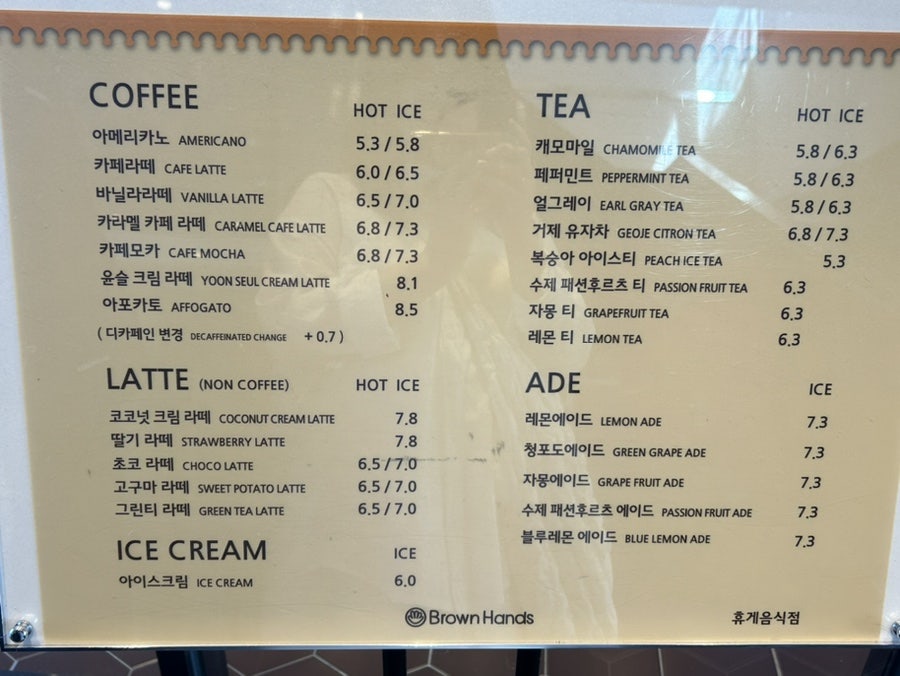 COFFEE HOT ICE
아메리카노 AMERICANO 5.3 / 5.8
카페라떼 CAFE LATTE 6.0 / 6.5
바닐라라떼 VANILLA LATTE 6.5 / 7.0
카라멜 카페 라떼 CARAMEL CAFE LATTE 6.8 / 7.3
카페모카 CAFE MOCHA 6.8 / 7.3
윤슬 크림 라떼 YOON SEUL CREAM LATTE 8.1
아포카토 AFFOGATO 8.5
( 디카페인 변경 DECAFFEINATED CHANGE + 0.7 )
LATTE (NON COFFEE) HOT ICE
코코넛 크림 라떼 COCONUT CREAM LATTE 7.8
딸기 라떼 STRAWBERRY LATTE 7.8
초코 라떼 CHOCO LATTE 6.5 / 7.0
고구마 라떼 SWEET POTATO LATTE 6.5 / 7.0
그린티 라떼 GREEN TEA LATTE 6.5 / 7.0
ICE CREAM ICE
아이스크림 ICE CREAM 6.0
TEA HOT ICE
캐모마일 CHAMOMILE TEA 5.8 / 6.3
페퍼민트 PEPPERMINT TEA 5.8 / 6.3
얼그레이 EARL GRAY TEA 5.8 / 6.3
거제 유자차 GEOJE CITRON TEA 6.8 / 7.3
복숭아 아이스티 PEACH ICE TEA 5.3
수제 패션후르츠 티 PASSION FRUIT TEA 6.3
자몽 티 GRAPEFRUIT TEA 6.3
레몬 티 LEMON TEA 6.3
ADE ICE
레몬에이드 LEMON ADE 7.3
청포도에이드 GREEN GRAPE ADE 7.3
자몽에이드 GRAPE FRUIT ADE 7.3
수제 패션후르츠 에이드 PASSION FRUIT ADE 7.3
블루레몬 에이드 BLUE LEMON ADE 7.3
Brown Hands
휴게음식점